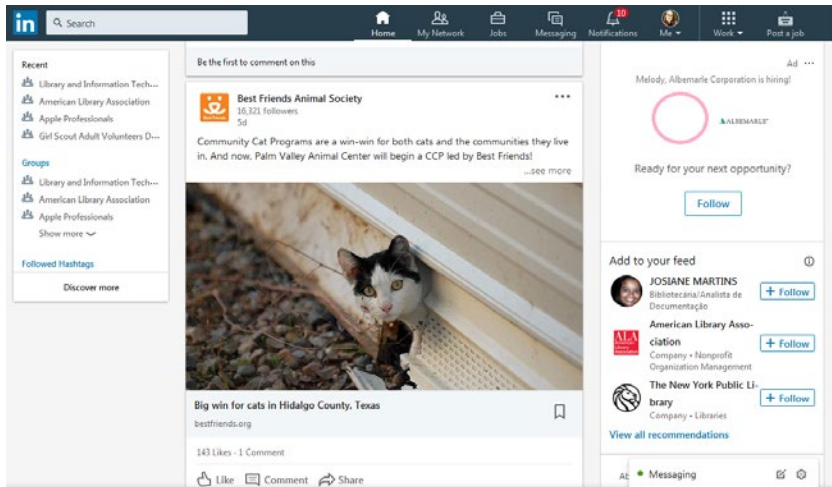 in
Search
Home
My Network
Jobs
Messaging
10
Notifications
Me
Work
Post a job
Recent
Library and Information Tech...
American Library Association
Apple Professionals
Girl Scout Adult Volunteers D...
Groups
Library and Information Tech...
American Library Association
Apple Professionals
Show more
Followed Hashtags
Discover more
Be the first to comment on this
Best Friends Animal Society
16,321 followers
5d
Community Cat Programs are a win-win for both cats and the communities they live
in. And now, Palm Valley Animal Center will begin a CCP led by Best Friends!
...see more
Big win for cats in Hidalgo County, Texas
bestfriends.org
143 Likes · 1 Comment
Like
Comment
Share
Ad
Melody, Albemarle Corporation is hiring!
ALBEMARLE
Ready for your next opportunity?
Follow
Add to your feed
JOSIANE MARTINS
Bibliotecária/Analista de
Documentação
+ Follow
ALA
American Library Asso-
ciation
Company • Nonprofit
Organization Management
+ Follow
The New York Public Li-
brary
Company • Libraries
+ Follow
View all recommendations
Messaging